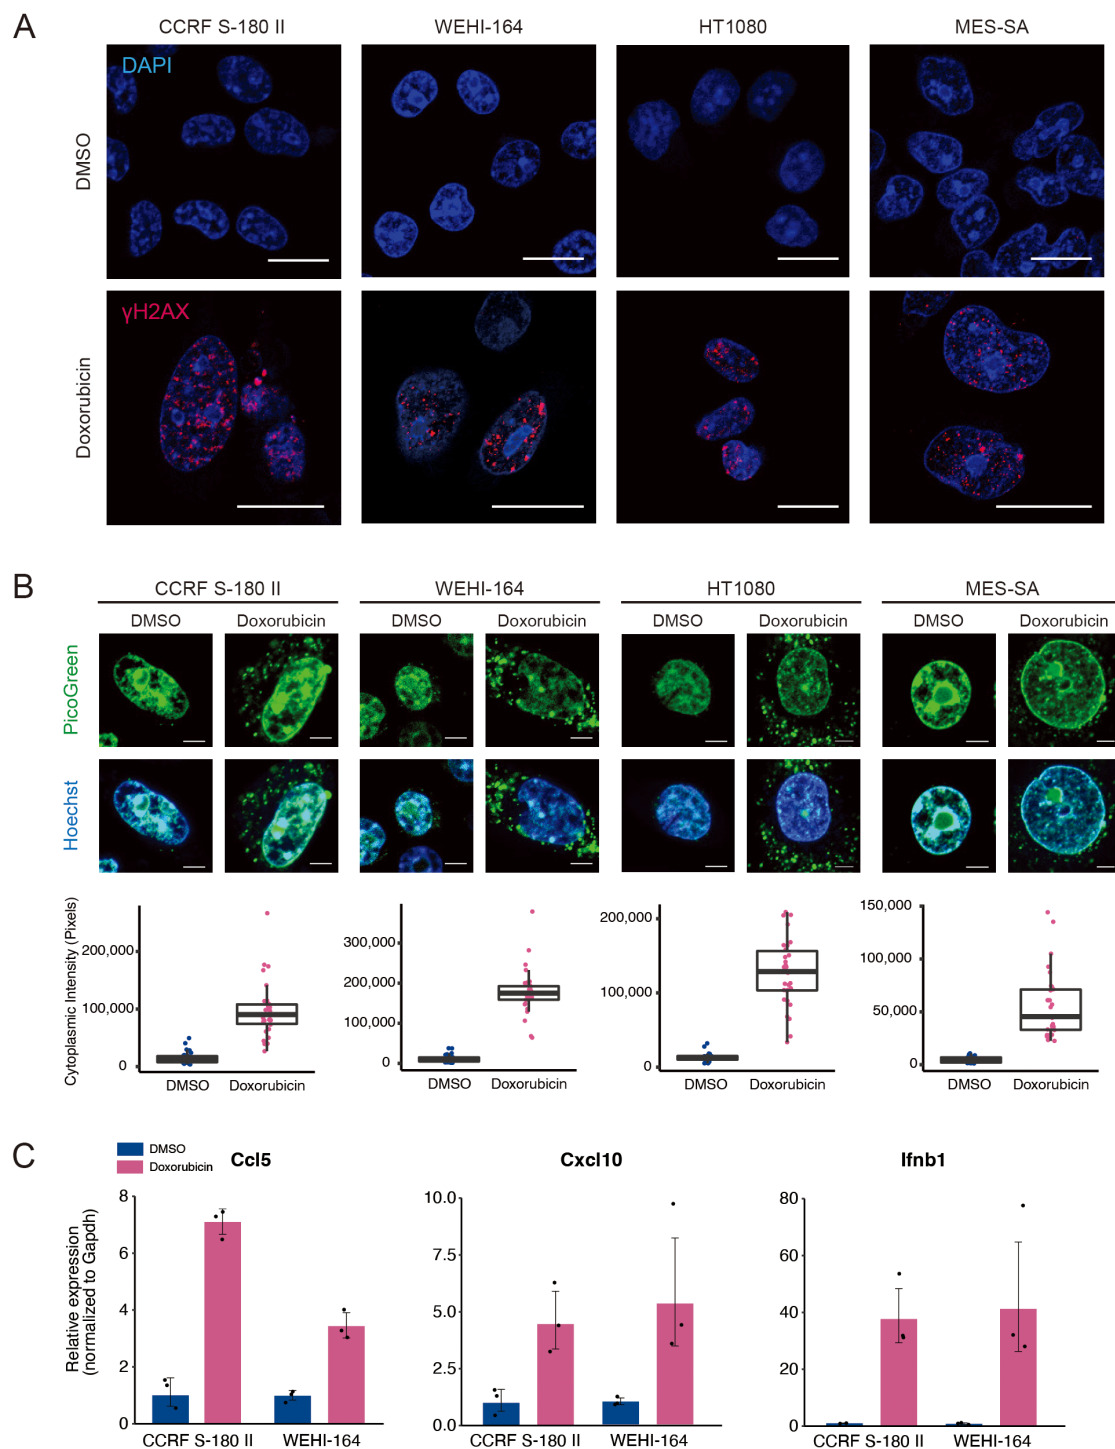 A
CCRF S-180 II WEHI-164 HT1080 MES-SA
DMSO
DAPI
Doxorubicin
γH2AX
B
CCRF S-180 II WEHI-164 HT1080 MES-SA
DMSO Doxorubicin DMSO Doxorubicin DMSO Doxorubicin DMSO Doxorubicin
PicoGreen
Hoechst
Cytoplasmic Intensity (Pixels)
200,000
100,000
0
DMSO Doxorubicin
300,000
200,000
100,000
0
DMSO Doxorubicin
200,000
100,000
0
DMSO Doxorubicin
150,000
100,000
50,000
0
DMSO Doxorubicin
C
DMSO
Doxorubicin
Ccl5
Relative expression
(normalized to Gapdh)
8
6
4
2
0
CCRF S-180 II WEHI-164
Cxcl10
10.0
7.5
5.0
2.5
0.0
CCRF S-180 II WEHI-164
Ifnb1
80
60
40
20
0
CCRF S-180 II WEHI-164